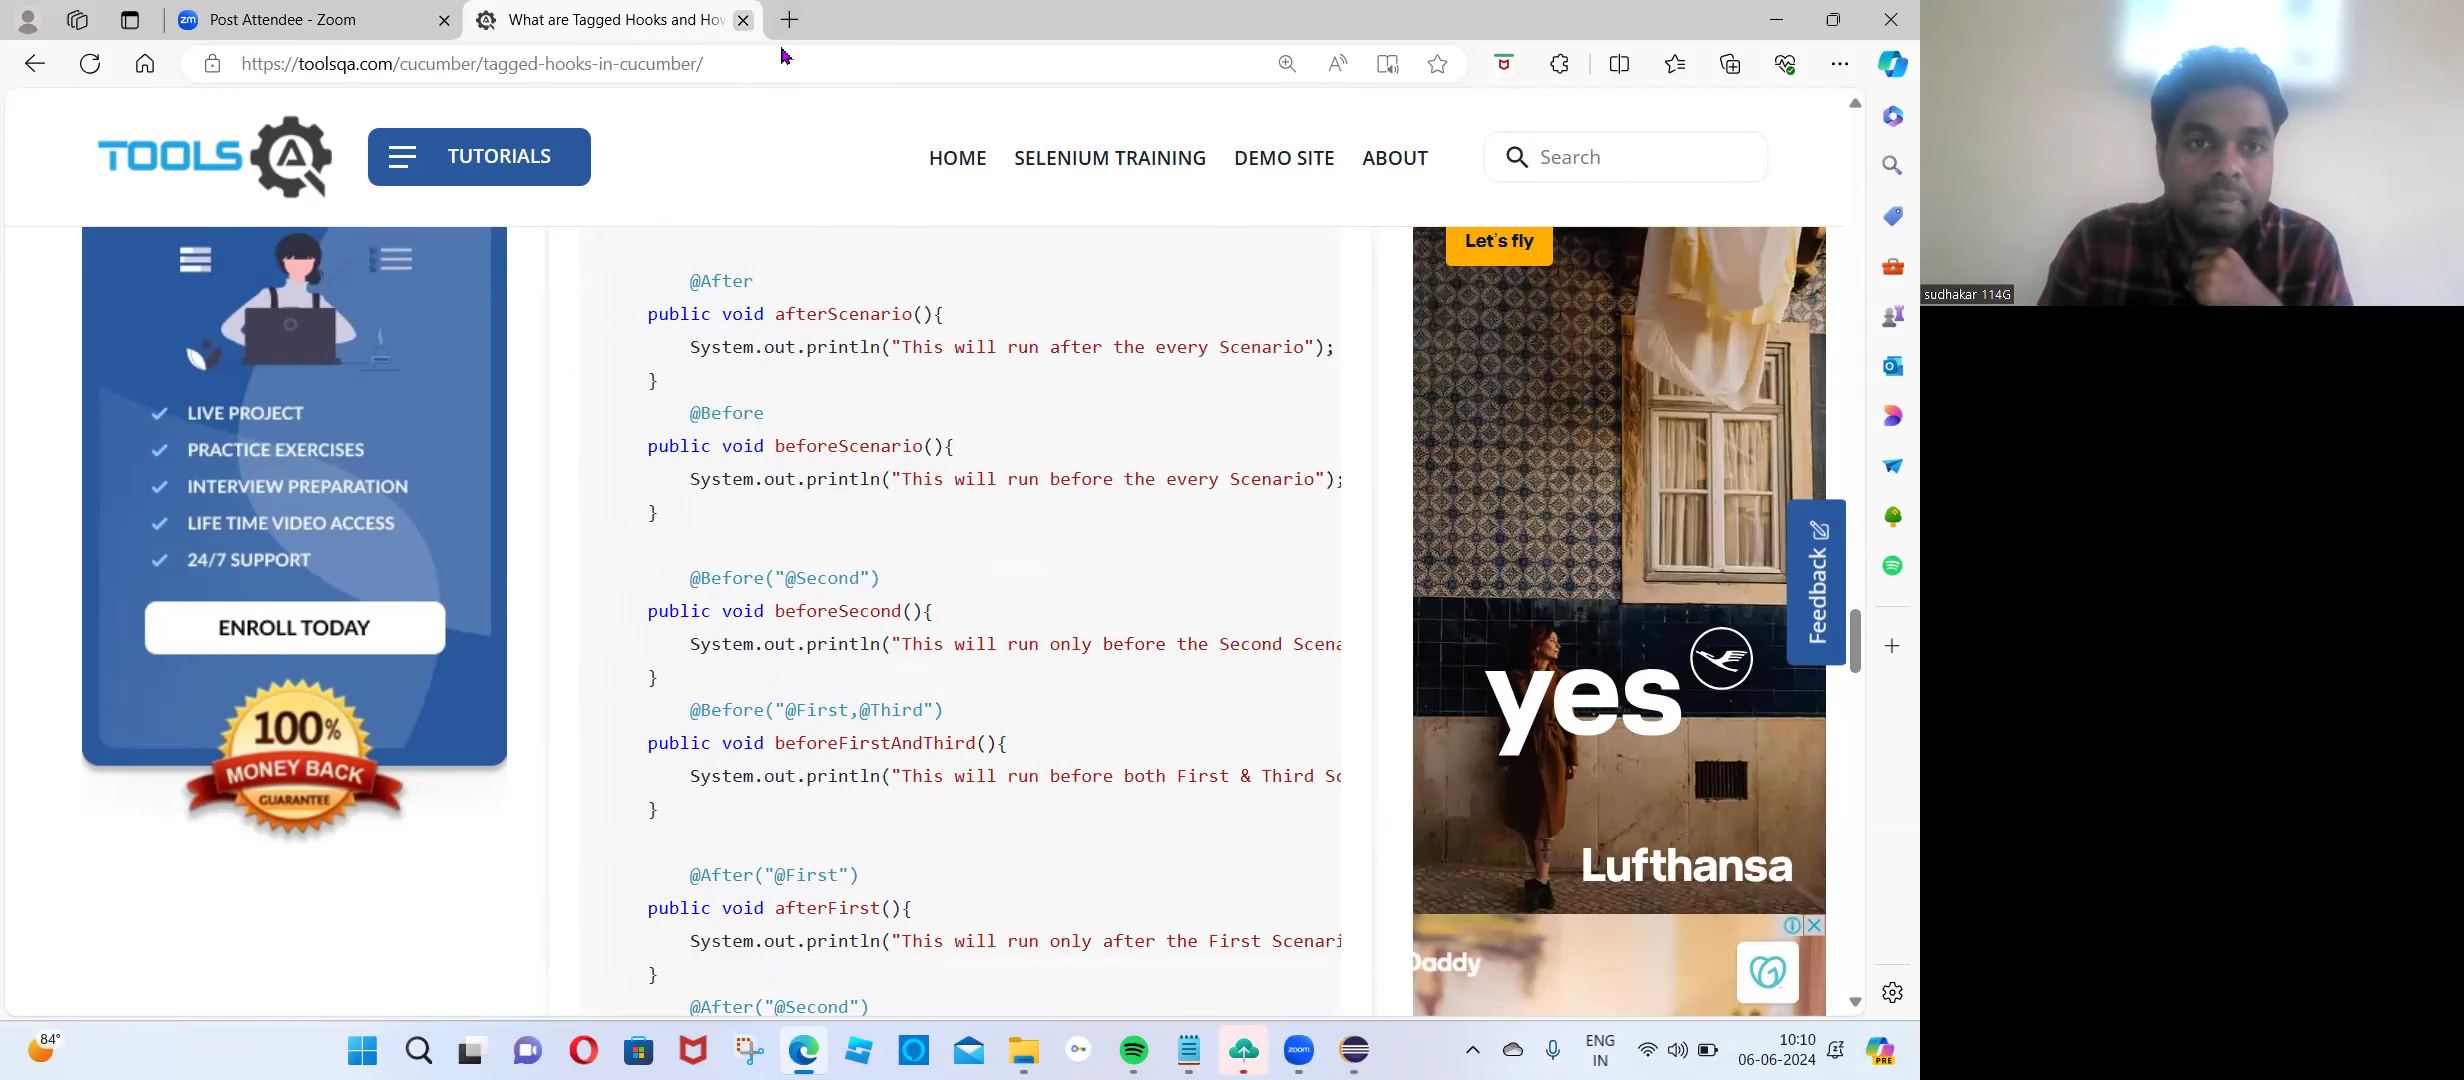 Post Attendee - Zoom
What are Tagged Hooks and Hov
https://toolsqa.com/cucumber/tagged-hooks-in-cucumber/
TOOLS QA
TUTORIALS
HOME
SELENIUM TRAINING
DEMO SITE
ABOUT
Search
LIVE PROJECT
PRACTICE EXERCISES
INTERVIEW PREPARATION
LIFE TIME VIDEO ACCESS
24/7 SUPPORT
ENROLL TODAY
100%
MONEY BACK
GUARANTEE
@After
public void afterScenario(){
System.out.println("This will run after the every Scenario");
}
@Before
public void beforeScenario(){
System.out.println("This will run before the every Scenario");
}
@Before("@Second")
public void beforeSecond(){
System.out.println("This will run only before the Second Scena
}
@Before("@First,@Third")
public void beforeFirstAndThird(){
System.out.println("This will run before both First & Third Sc
}
@After("@First")
public void afterFirst(){
System.out.println("This will run only after the First Scenari
}
@After("@Second")
Let's fly
yes
Lufthansa
Daddy
Feedback
sudhakar 114G
84°
zoom
ENG
IN
10:10
06-06-2024
PRE